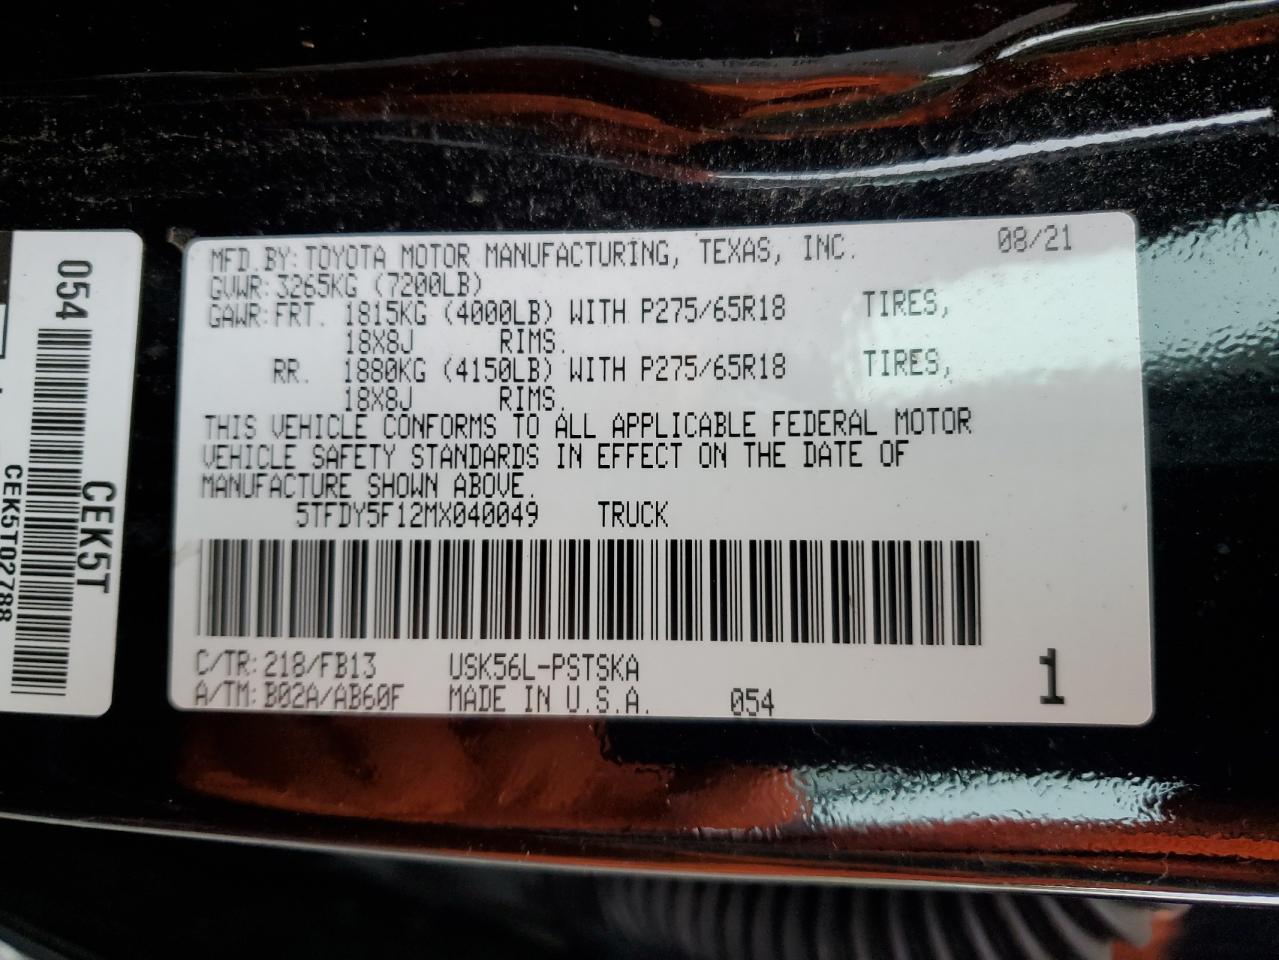 MFD.BY:TOYOTA MOTOR MANUFACTURING, TEXAS, INC. 08/21
GVWR:3265KG (7200LB)
GAWR:FRT. 1815KG (4000LB) WITH P275/65R18 TIRES,
18X8J RIMS.
RR. 1880KG (4150LB) WITH P275/65R18 TIRES,
18X8J RIMS.
THIS VEHICLE CONFORMS TO ALL APPLICABLE FEDERAL MOTOR
VEHICLE SAFETY STANDARDS IN EFFECT ON THE DATE OF
MANUFACTURE SHOWN ABOVE.
5TFDY5F12MX040049 TRUCK
C/TR:218/FB13 USK56L-PSTSKA
A/TM:B02A/AB60F MADE IN U.S.A. 054
1
054
CEK5T
CEK5T02788